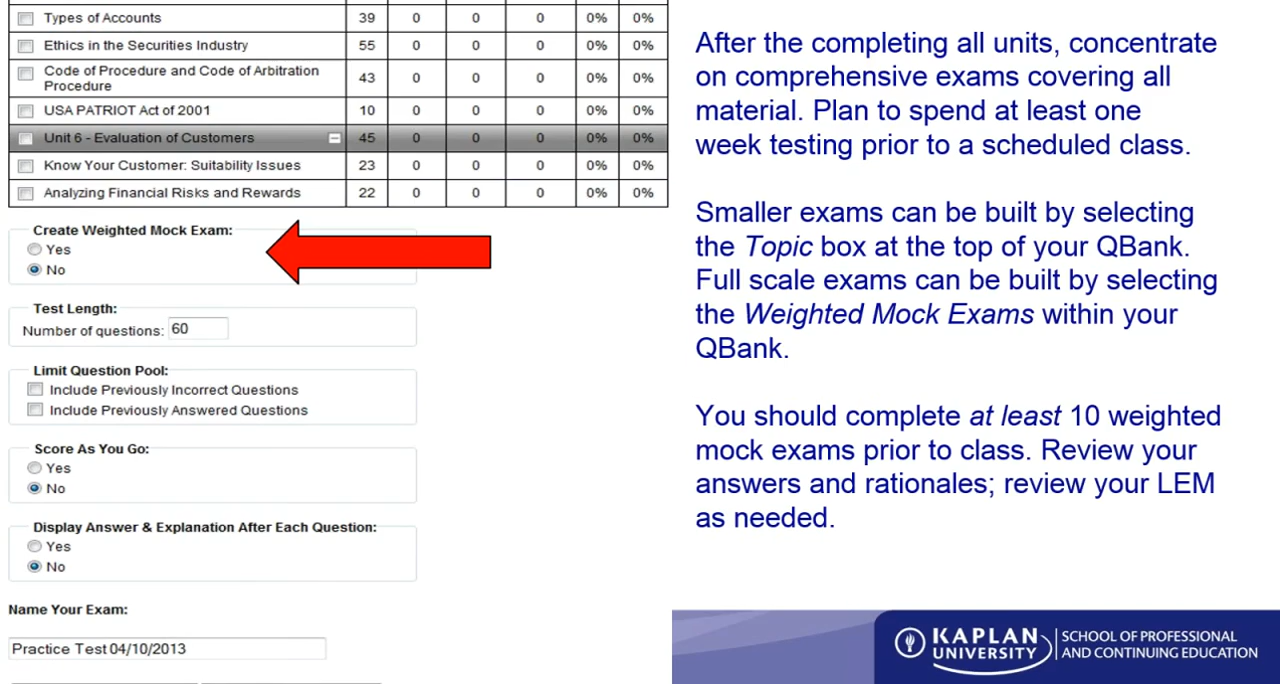 Types of Accounts 39 0 0 0 0% 0%
Ethics in the Securities Industry 55 0 0 0 0% 0%
Code of Procedure and Code of Arbitration
Procedure 43 0 0 0 0% 0%
USA PATRIOT Act of 2001 10 0 0 0 0% 0%
Unit 6 - Evaluation of Customers 45 0 0 0 0% 0%
Know Your Customer: Suitability Issues 23 0 0 0 0% 0%
Analyzing Financial Risks and Rewards 22 0 0 0 0% 0%
Create Weighted Mock Exam:
Yes
No
Test Length:
Number of questions: 60
Limit Question Pool:
Include Previously Incorrect Questions
Include Previously Answered Questions
Score As You Go:
Yes
No
Display Answer & Explanation After Each Question:
Yes
No
Name Your Exam:
Practice Test 04/10/2013
After the completing all units, concentrate
on comprehensive exams covering all
material. Plan to spend at least one
week testing prior to a scheduled class.
Smaller exams can be built by selecting
the Topic box at the top of your QBank.
Full scale exams can be built by selecting
the Weighted Mock Exams within your
QBank.
You should complete at least 10 weighted
mock exams prior to class. Review your
answers and rationales; review your LEM
as needed.
KAPLAN
UNIVERSITY
SCHOOL OF PROFESSIONAL
AND CONTINUING EDUCATION